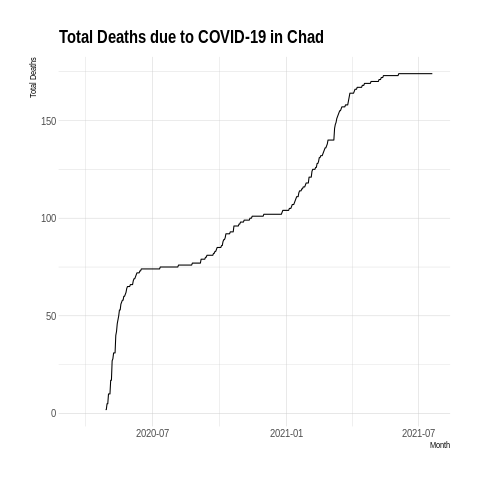 Total Deaths due to COVID-19 in Chad
Total Deaths
150
100
50
0
2020-07
2021-01
2021-07
Month